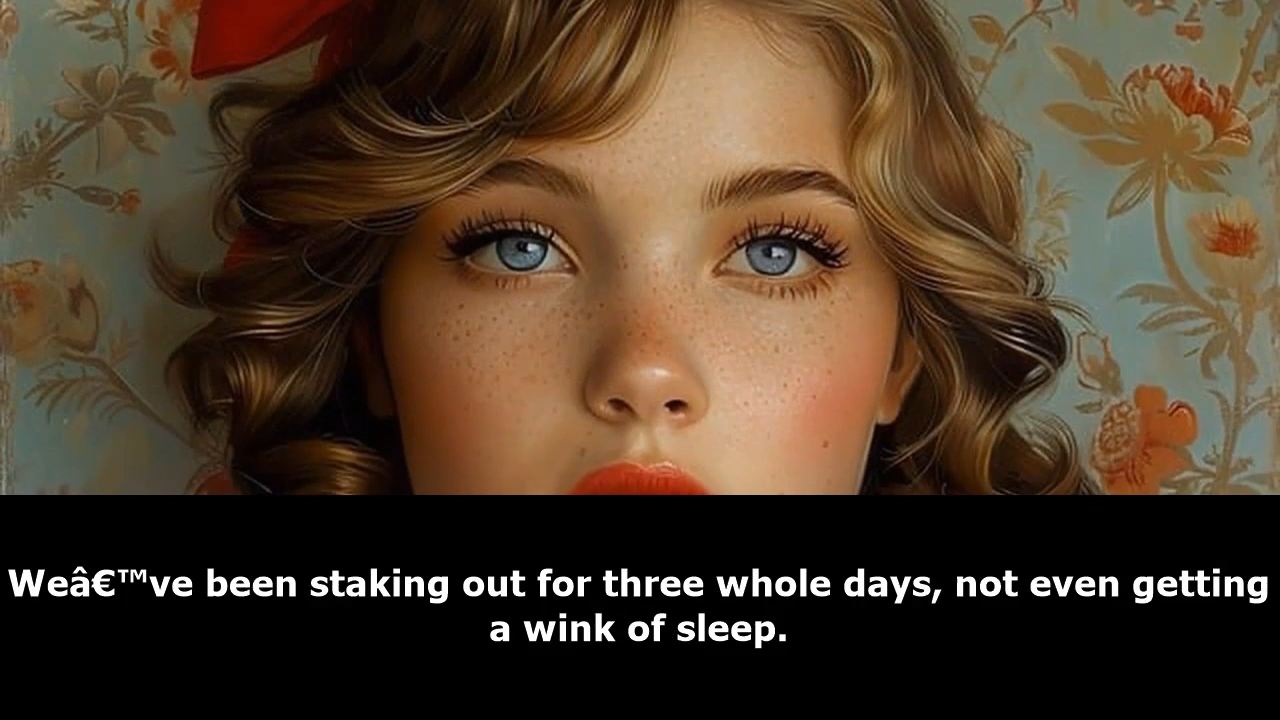 Weâ€™ve been staking out for three whole days, not even getting
a wink of sleep.